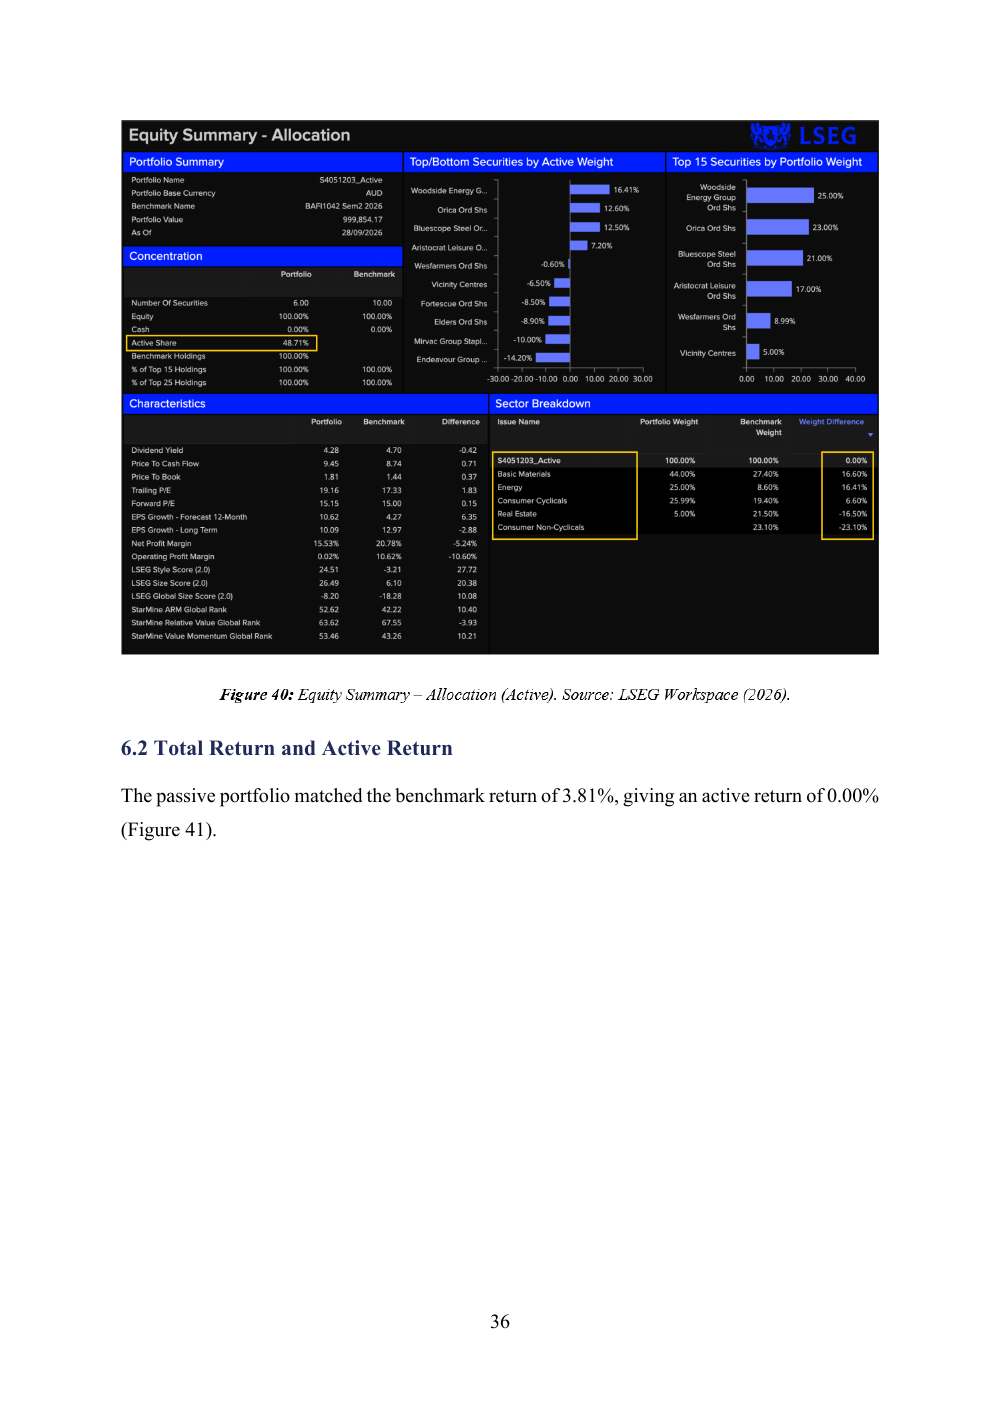 Equity Summary - Allocation
LSEG
Portfolio Summary
Portfolio Name S4051203_Active
Portfolio Base Currency AUD
Benchmark Name BAFI1042 Sem2 2026
Portfolio Value 999,854.17
As Of 28/09/2026
Concentration
Portfolio Benchmark
Number Of Securities 6.00 10.00
Equity 100.00% 100.00%
Cash 0.00% 0.00%
Active Share 48.71%
Benchmark Holdings 100.00%
% of Top 15 Holdings 100.00% 100.00%
% of Top 25 Holdings 100.00% 100.00%
Top/Bottom Securities by Active Weight
Woodside Energy G... 16.41%
Orica Ord Shs 12.60%
Bluescope Steel Or... 12.50%
Aristocrat Leisure O... 7.20%
Wesfarmers Ord Shs -0.60%
Vicinity Centres -6.50%
Fortescue Ord Shs -8.50%
Elders Ord Shs -8.90%
Mirvac Group Stapl... -10.00%
Endeavour Group ... -14.20%
-30.00 -20.00 -10.00 0.00 10.00 20.00 30.00
Top 15 Securities by Portfolio Weight
Woodside
Energy Group 25.00%
Ord Shs
Orica Ord Shs 23.00%
Bluescope Steel 21.00%
Ord Shs
Aristocrat Leisure 17.00%
Ord Shs
Wesfarmers Ord 8.99%
Shs
Vicinity Centres 5.00%
0.00 10.00 20.00 30.00 40.00
Characteristics
Portfolio Benchmark Difference
Dividend Yield 4.28 4.70 -0.42
Price To Cash Flow 9.45 8.74 0.71
Price To Book 1.81 1.44 0.37
Trailing P/E 19.16 17.33 1.83
Forward P/E 15.15 15.00 0.15
EPS Growth - Forecast 12-Month 10.62 4.27 6.35
EPS Growth - Long Term 10.09 12.97 -2.88
Net Profit Margin 15.53% 20.78% -5.24%
Operating Profit Margin 0.02% 10.62% -10.60%
LSEG Style Score (2.0) 24.51 -3.21 27.72
LSEG Size Score (2.0) 26.49 6.10 20.38
LSEG Global Size Score (2.0) -8.20 -18.28 10.08
StarMine ARM Global Rank 52.62 42.22 10.40
StarMine Relative Value Global Rank 63.62 67.55 -3.93
StarMine Value Momentum Global Rank 53.46 43.26 10.21
Sector Breakdown
Issue Name Portfolio Weight Benchmark Weight Difference
Weight
S4051203_Active 100.00% 100.00% 0.00%
Basic Materials 44.00% 27.40% 16.60%
Energy 25.00% 8.60% 16.41%
Consumer Cyclicals 25.99% 19.40% 6.60%
Real Estate 5.00% 21.50% -16.50%
Consumer Non-Cyclicals 23.10% -23.10%
Figure 40: Equity Summary – Allocation (Active). Source: LSEG Workspace (2026).
6.2 Total Return and Active Return
The passive portfolio matched the benchmark return of 3.81%, giving an active return of 0.00%
(Figure 41).
36